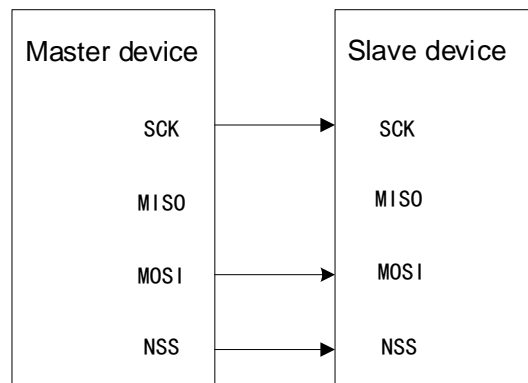 Master device
SCK
MISO
MOSI
NSS
Slave device
SCK
MISO
MOSI
NSS